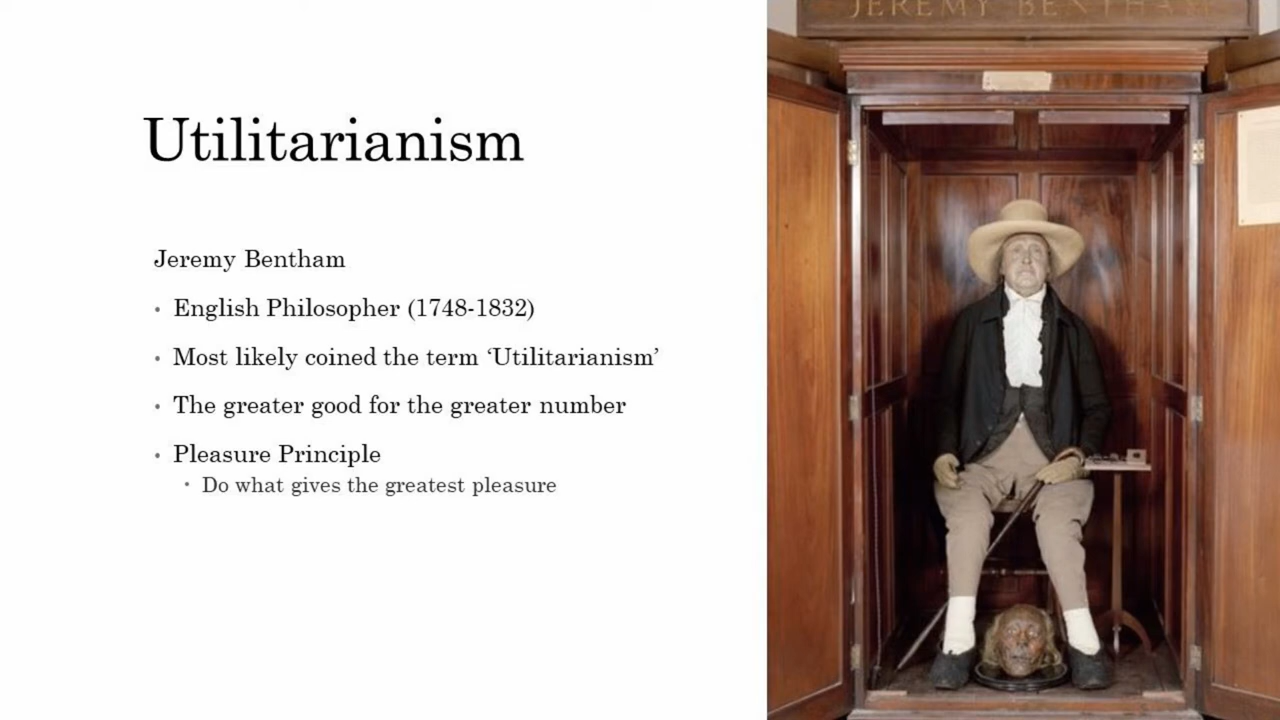 JEREMY BENTHAM
Utilitarianism
Jeremy Bentham
• English Philosopher (1748-1832)
• Most likely coined the term ‘Utilitarianism’
• The greater good for the greater number
• Pleasure Principle
• Do what gives the greatest pleasure